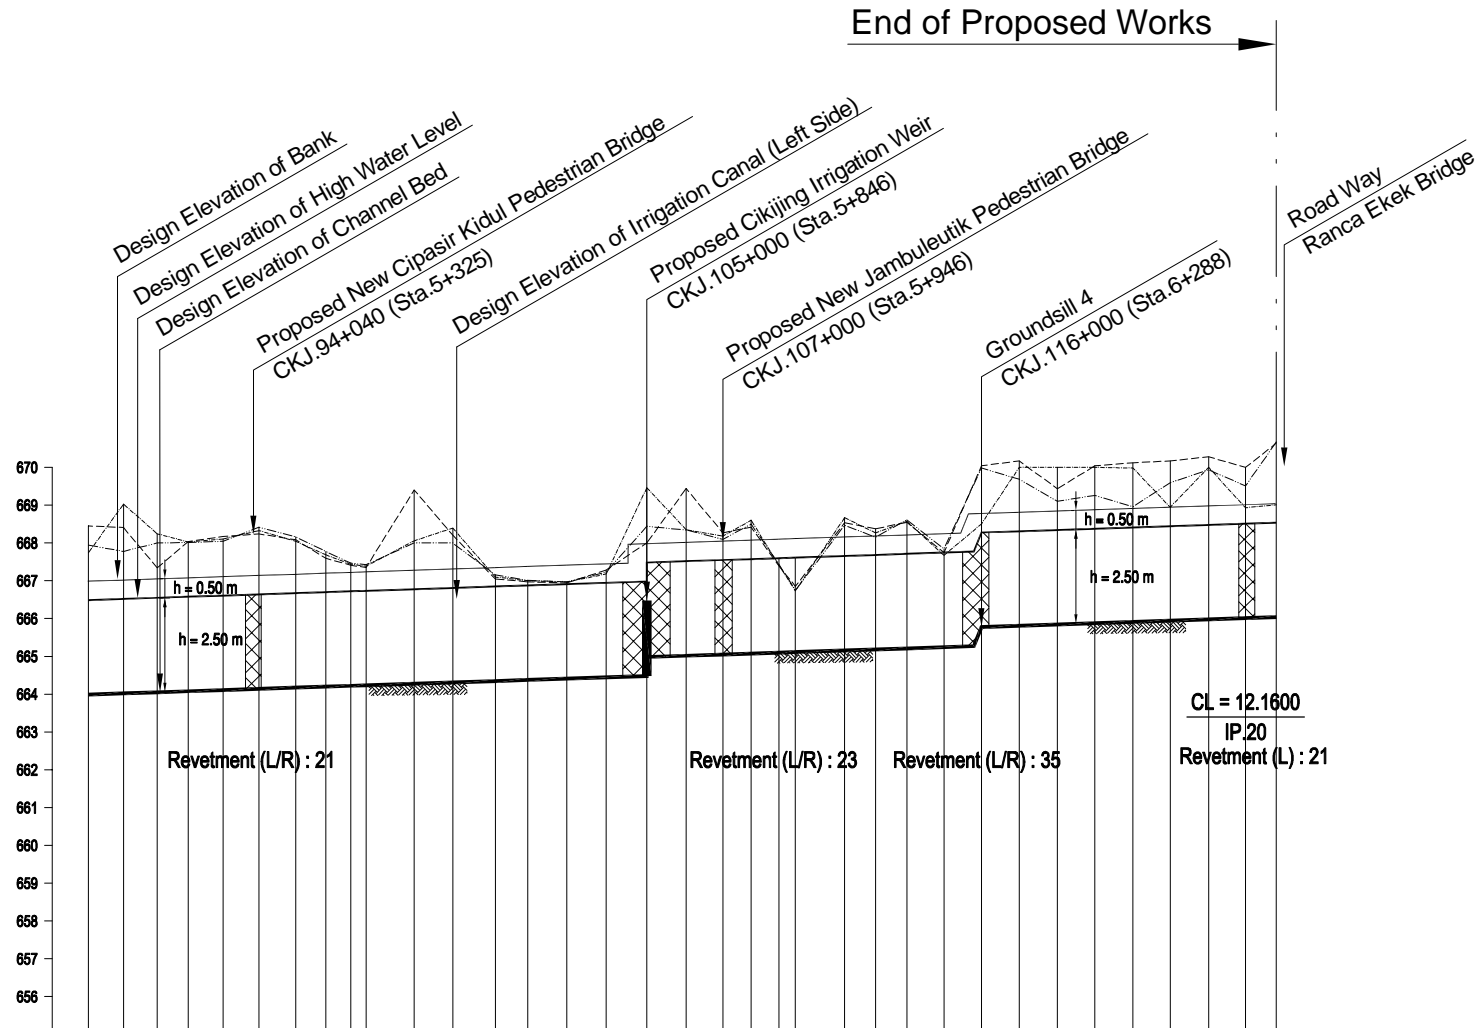 End of Proposed Works
Design Elevation of Bank
Design Elevation of High Water Level
Design Elevation of Channel Bed
Proposed New Cipasir Kidul Pedestrian Bridge
CKJ.94+040 (Sta.5+325)
Design Elevation of Irrigation Canal (Left Side)
Proposed Cikijing Irrigation Weir
CKJ.105+000 (Sta.5+846)
Proposed New Jambuleutik Pedestrian Bridge
CKJ.107+000 (Sta.5+946)
Groundsill 4
CKJ.116+000 (Sta.6+288)
Road Way
Ranca Ekek Bridge
670
669
668
667
666
665
664
663
662
661
660
659
658
657
656
h = 0.50 m
h = 2.50 m
h = 0.50 m
h = 2.50 m
CL = 12.1600
IP.20
Revetment (L/R) : 21
Revetment (L/R) : 23
Revetment (L/R) : 35
Revetment (L) : 21